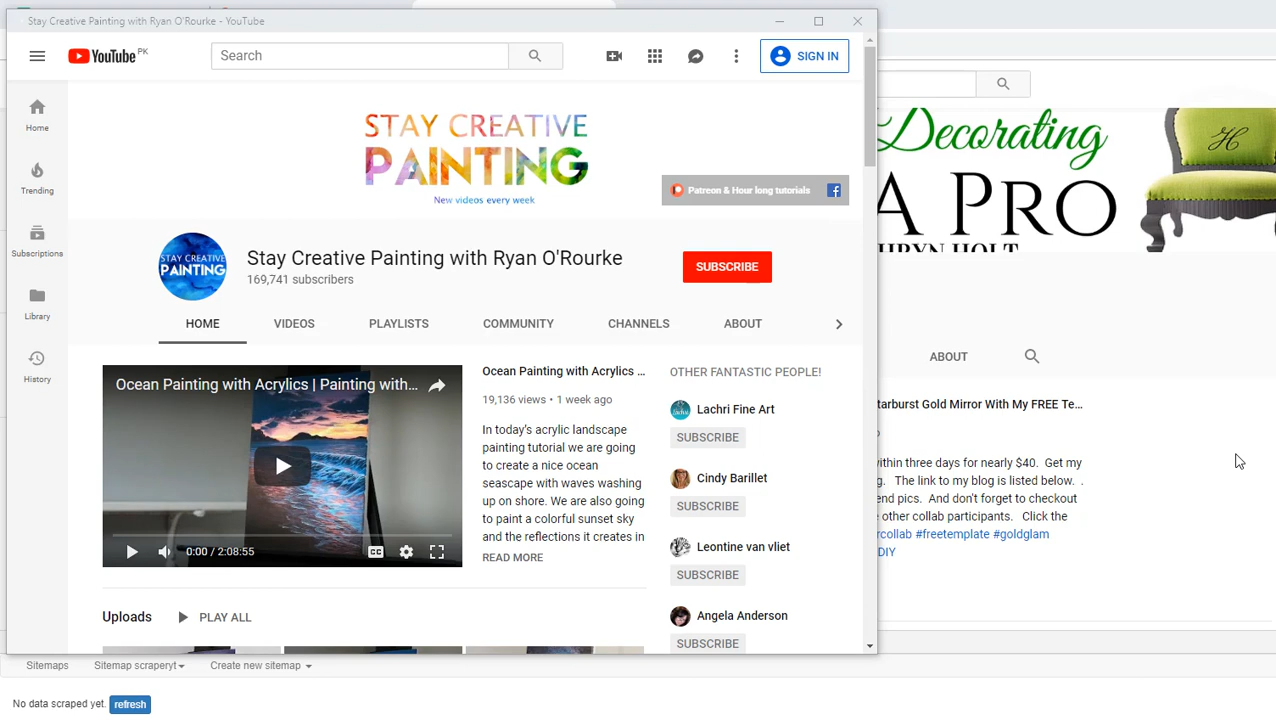 Stay Creative Painting with Ryan O'Rourke - YouTube
YouTube PK
Search
SIGN IN
STAY CREATIVE
PAINTING
New videos every week
Patreon & Hour long tutorials
Home
Trending
Subscriptions
Library
History
STAY CREATIVE
PAINTING
Stay Creative Painting with Ryan O'Rourke
169,741 subscribers
SUBSCRIBE
HOME VIDEOS PLAYLISTS COMMUNITY CHANNELS ABOUT
Ocean Painting with Acrylics | Painting with...
0:00 / 2:08:55
CC
Ocean Painting with Acrylics ...
19,136 views • 1 week ago
In today's acrylic landscape
painting tutorial we are going
to create a nice ocean
seascape with waves washing
up on shore. We are also going
to paint a colorful sunset sky
and the reflections it creates in
READ MORE
OTHER FANTASTIC PEOPLE!
Lachri Fine Art
SUBSCRIBE
Cindy Barillet
SUBSCRIBE
Leontine van vliet
SUBSCRIBE
Angela Anderson
SUBSCRIBE
Uploads PLAY ALL
Decorating
A PRO
HRYN HOLT
H
ABOUT
tarburst Gold Mirror With My FREE Te...
within three days for nearly $40. Get my
g. The link to my blog is listed below. .
end pics. And don't forget to checkout
e other collab participants. Click the
rcollab #freetemplate #goldglam
DIY
Sitemaps Sitemap scraperyt Create new sitemap
No data scraped yet. refresh